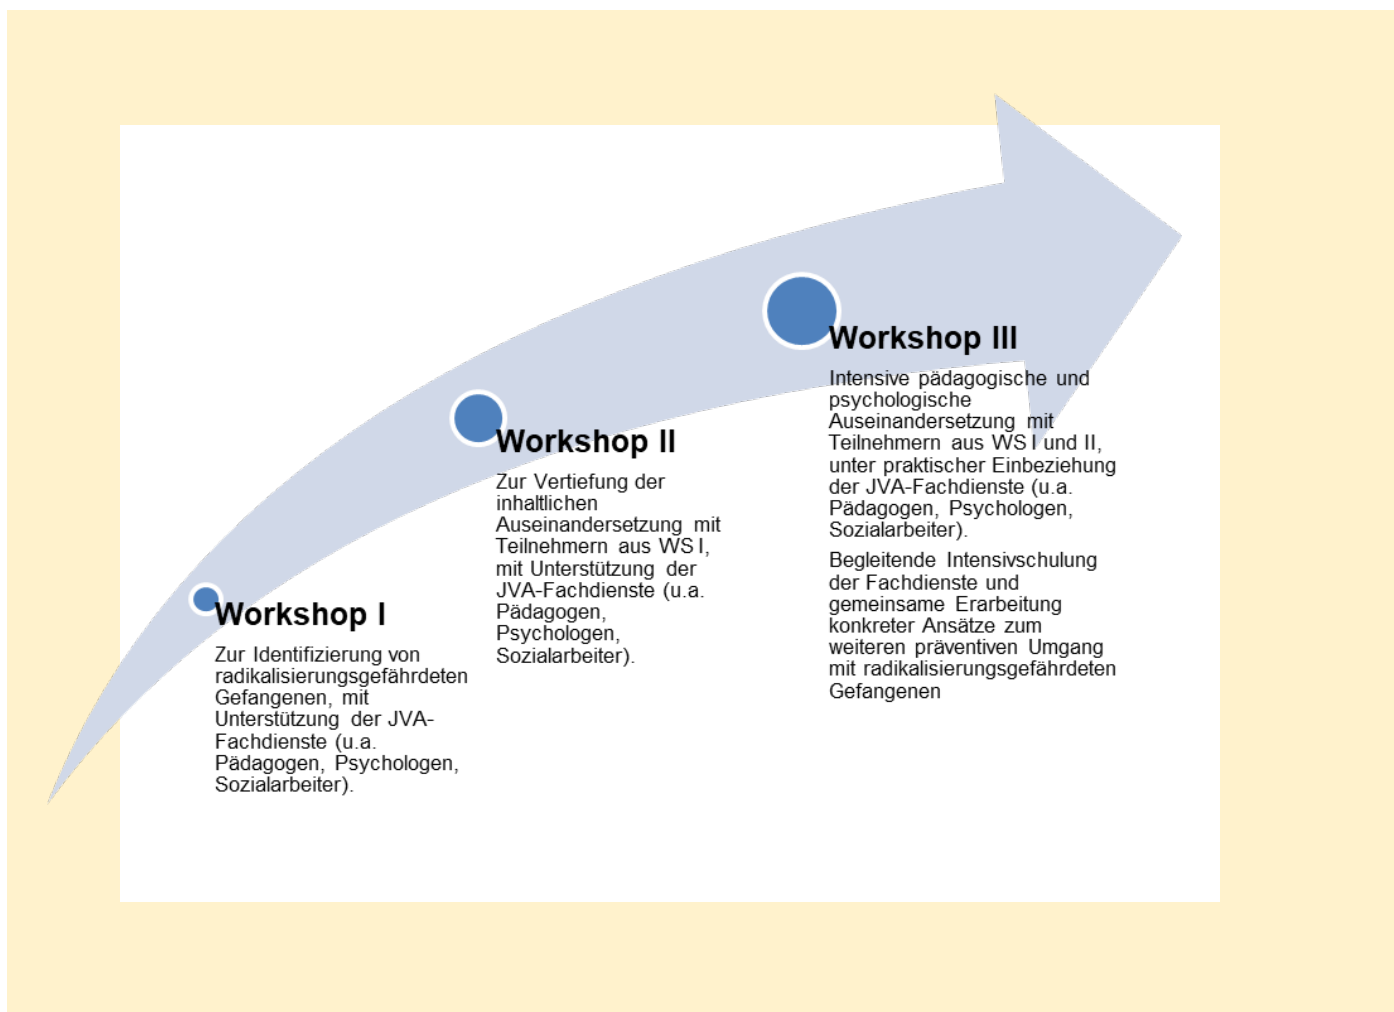 Workshop I
Zur Identifizierung von
radikalisierungsgefährdeten
Gefangenen, mit
Unterstützung der JVA-
Fachdienste (u.a.
Pädagogen, Psychologen,
Sozialarbeiter).
Workshop II
Zur Vertiefung der
inhaltlichen
Auseinandersetzung mit
Teilnehmern aus WS I,
mit Unterstützung der
JVA-Fachdienste (u.a.
Pädagogen,
Psychologen,
Sozialarbeiter).
Workshop III
Intensive pädagogische und
psychologische
Auseinandersetzung mit
Teilnehmern aus WS I und II,
unter praktischer Einbeziehung
der JVA-Fachdienste (u.a.
Pädagogen, Psychologen,
Sozialarbeiter).
Begleitende Intensivschulung
der Fachdienste und
gemeinsame Erarbeitung
konkreter Ansätze zum
weiteren präventiven Umgang
mit radikalisierungsgefährdeten
Gefangenen